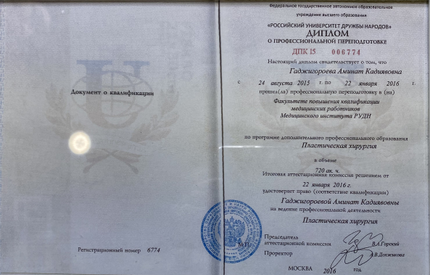 Документ о квалификации
Регистрационный номер 6774
Федеральное государственное автономное образовательное
учреждение высшего образования
«РОССИЙСКИЙ УНИВЕРСИТЕТ ДРУЖБЫ НАРОДОВ»
ДИПЛОМ
О ПРОФЕССИОНАЛЬНОЙ ПЕРЕПОДГОТОВКЕ
ДПК 15 006774
Настоящий диплом свидетельствует о том, что
Гаджигороева Аминат Кадиявовна
с 24 августа 2015 г. по 22 января 2016 г.
прошел(ла) профессиональную переподготовку в (на)
Факультете повышения квалификации
медицинских работников
Медицинского института РУДН
по программе дополнительного профессионального образования
Пластическая хирургия
в объеме
720 ак. ч.
Итоговая аттестационная комиссия решением от
22 января 2016 г.
удостоверяет право (соответствие квалификации)
Гаджигороевой Аминат Кадиявовны
на ведение профессиональной деятельности
Пластическая хирургия
Председатель
аттестационной комиссии
Проректор
МОСКВА 2016 год